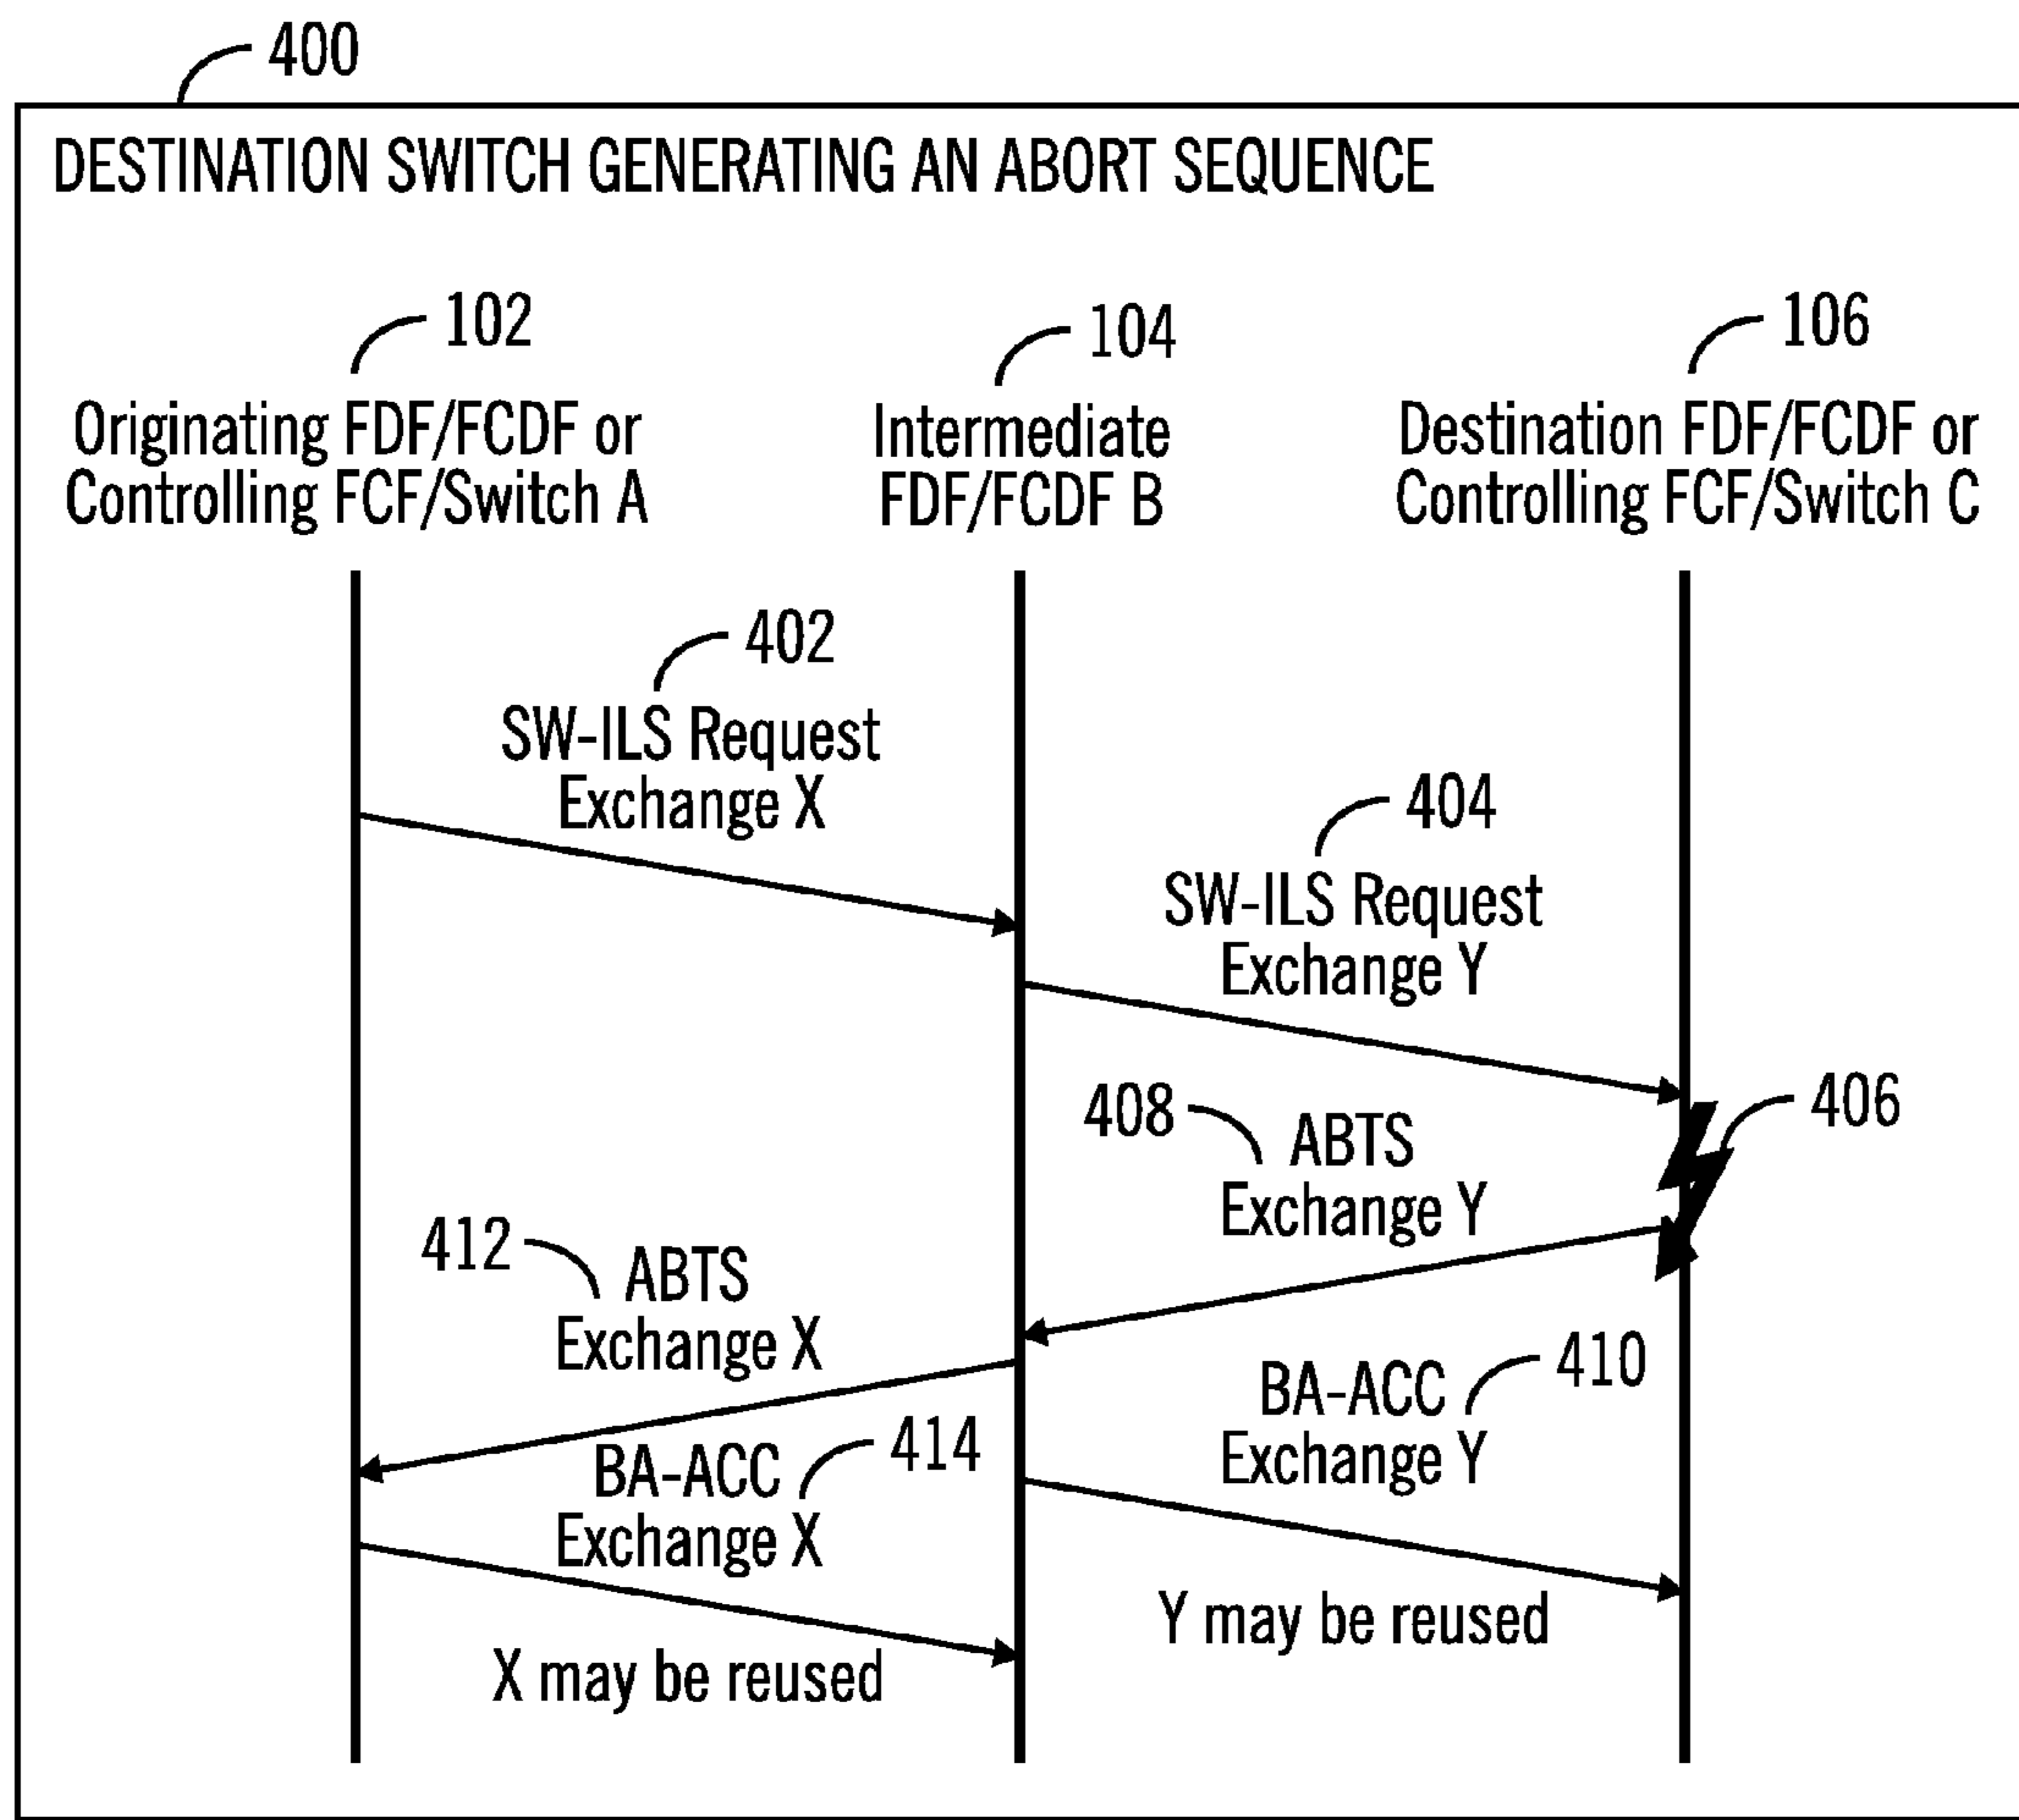 400
DESTINATION SWITCH GENERATING AN ABORT SEQUENCE
102
104
106
Originating FDF/FCDF or
Controlling FCF/Switch A
Intermediate
FDF/FCDF B
Destination FDF/FCDF or
Controlling FCF/Switch C
402
SW-ILS Request
Exchange X
404
SW-ILS Request
Exchange Y
406
408
ABTS
Exchange Y
412
ABTS
Exchange X
410
BA-ACC
Exchange Y
414
BA-ACC
Exchange X
Y may be reused
X may be reused